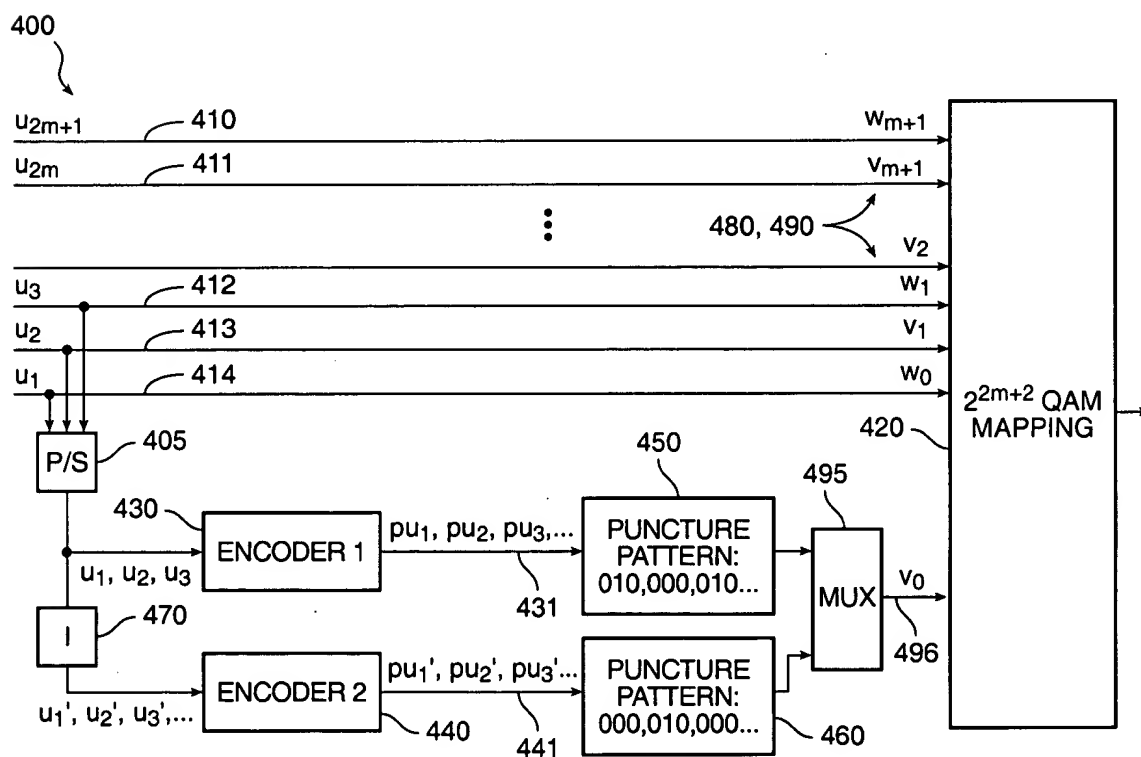 400
u2m+1 410 wm+1
u2m 411 vm+1
480, 490
v2
u3 412 w1
u2 413 v1
u1 414 w0
2^2m+2 QAM
MAPPING
420
P/S 405
430
ENCODER 1
u1, u2, u3
pu1, pu2, pu3,...
431
450
PUNCTURE
PATTERN:
010,000,010...
495
MUX
v0
496
I 470
ENCODER 2
u1', u2', u3',...
440
pu1', pu2', pu3'...
441
PUNCTURE
PATTERN:
000,010,000...
460